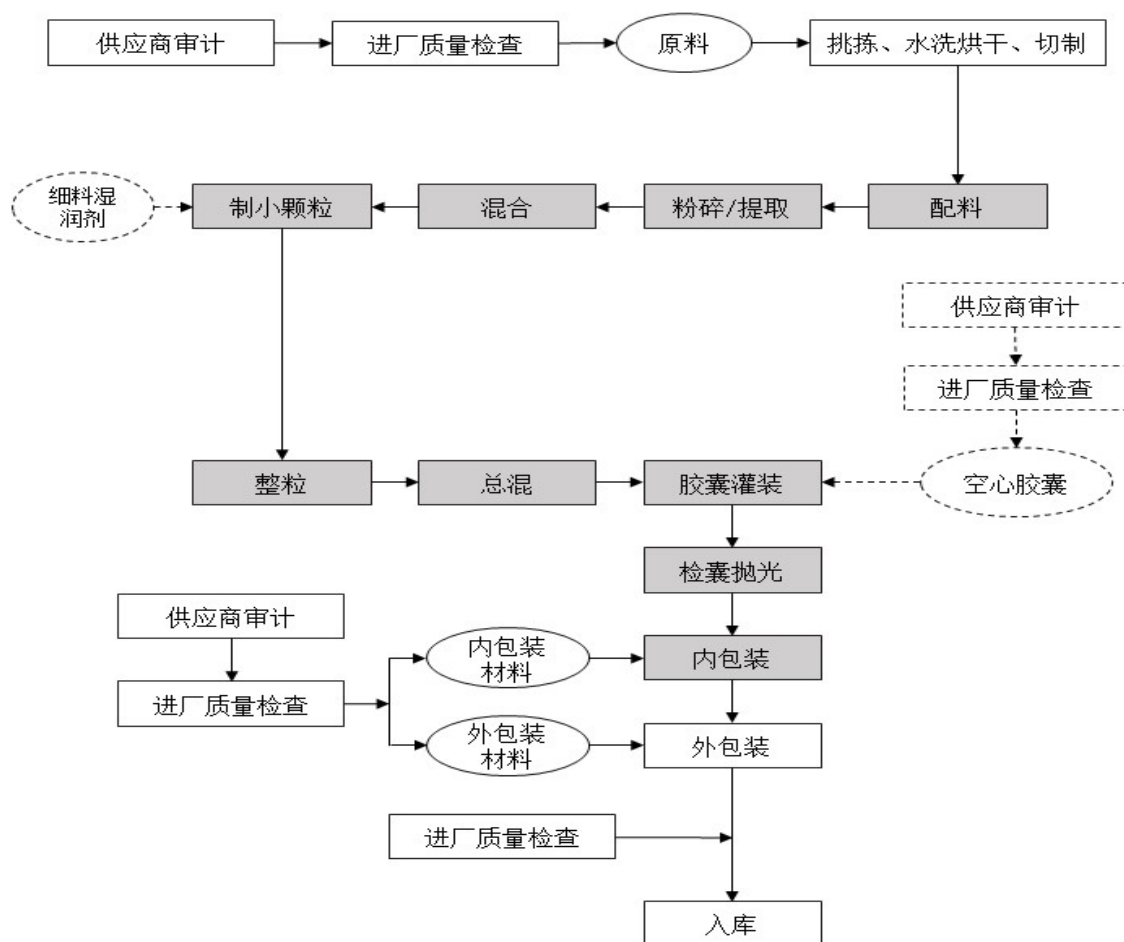 供应商审计
进厂质量检查
原料
挑拣、水洗烘干、切制
细料湿
润剂
制小颗粒
混合
粉碎/提取
配料
供应商审计
进厂质量检查
空心胶囊
整粒
总混
胶囊灌装
检囊抛光
供应商审计
进厂质量检查
内包装
材料
内包装
外包装
材料
外包装
进厂质量检查
入库